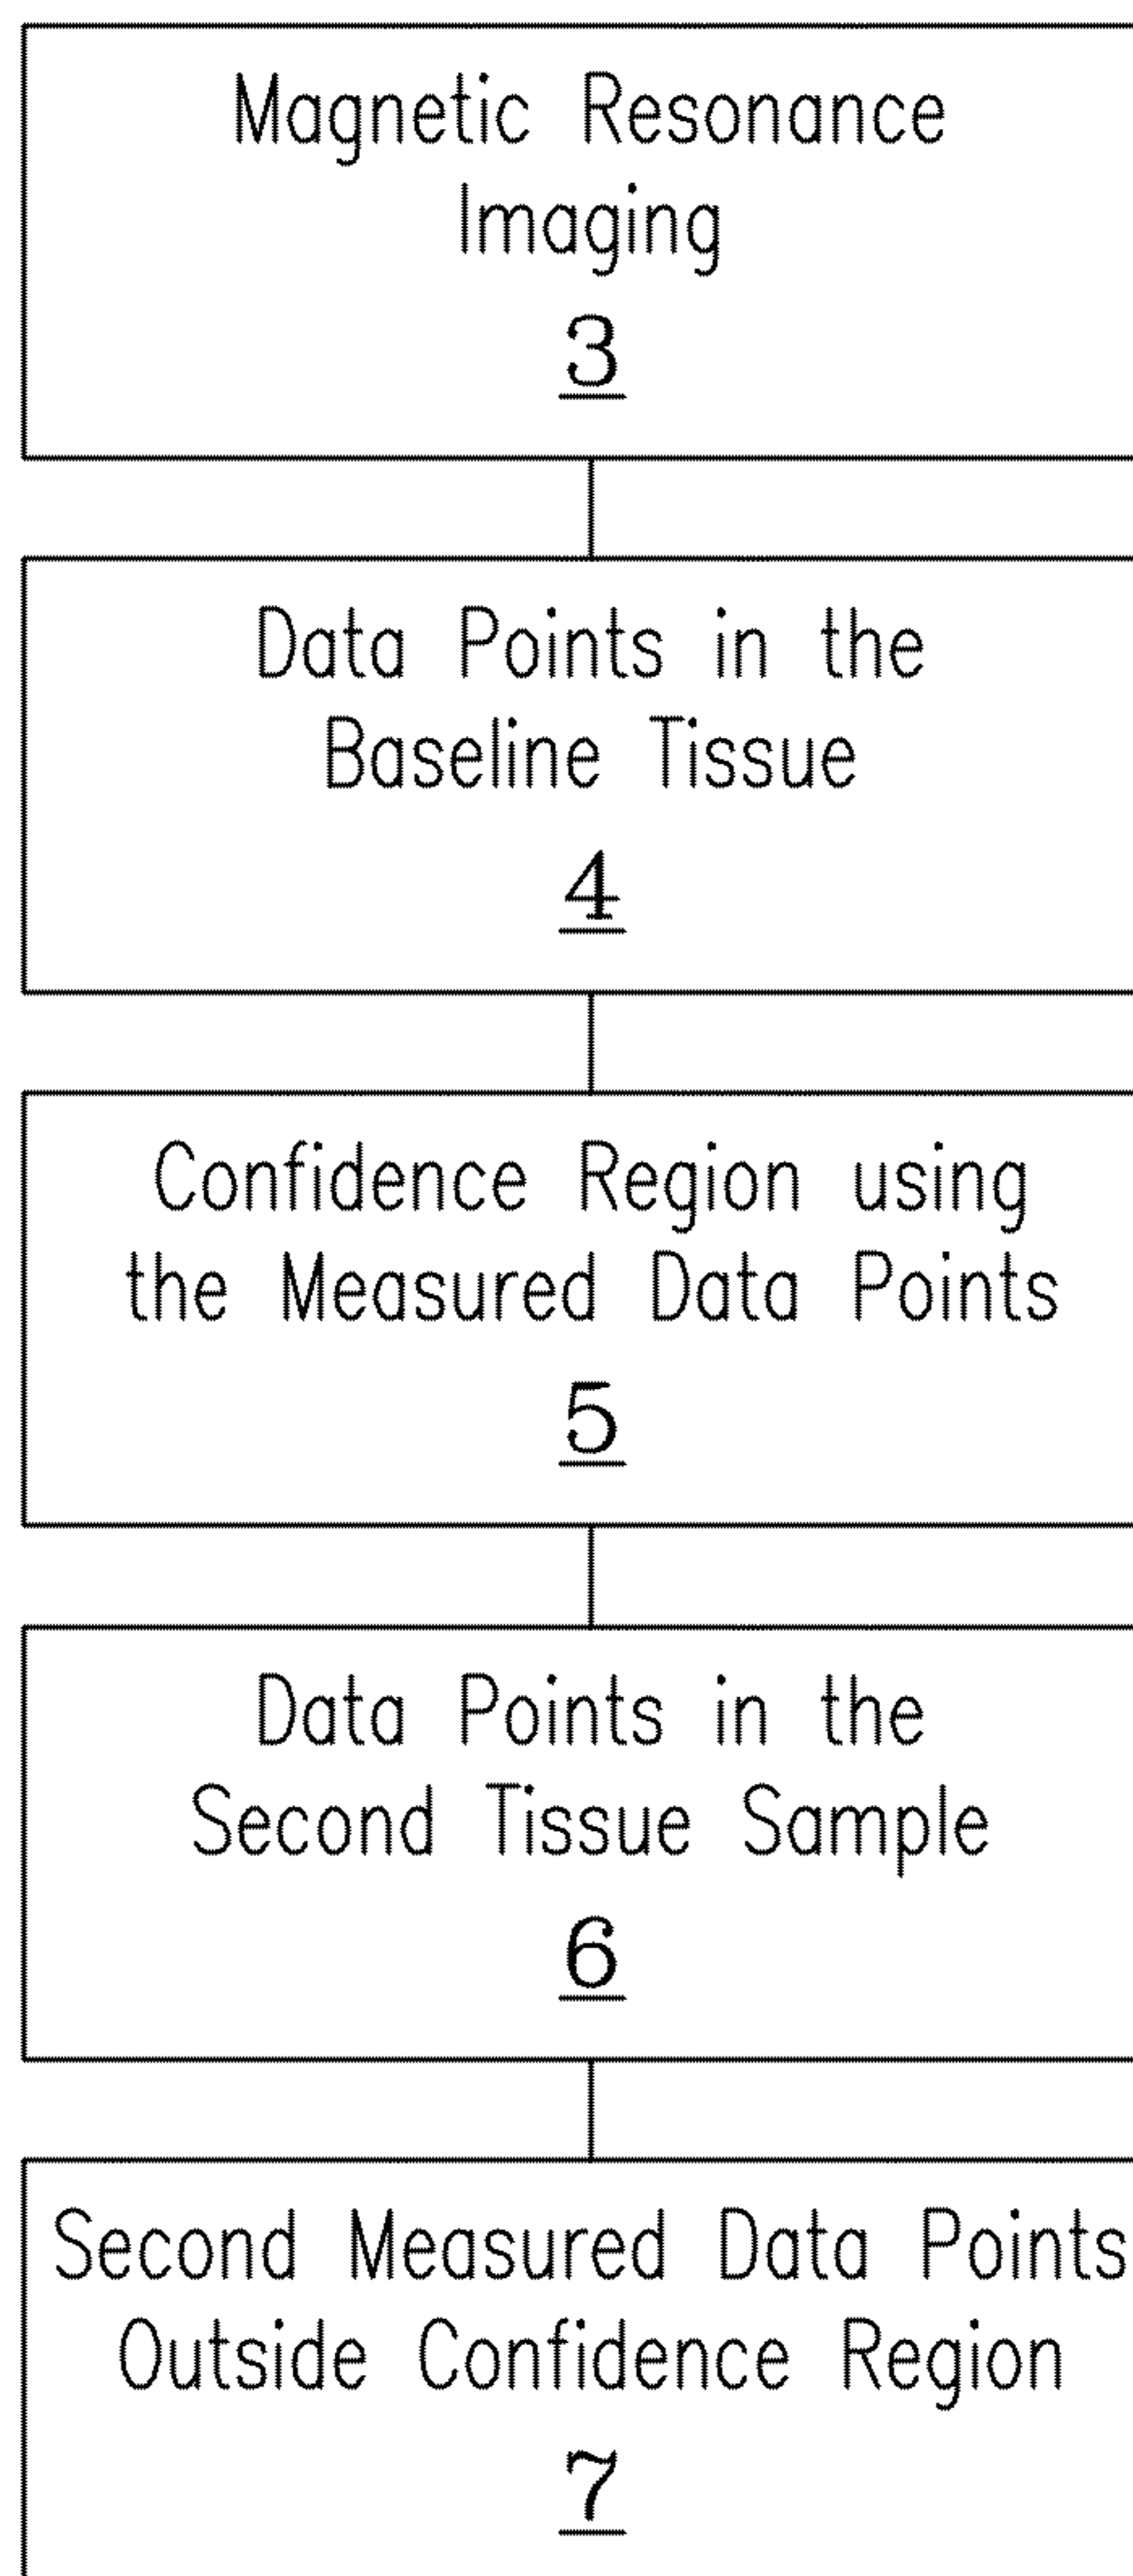 Magnetic Resonance
Imaging
3
Data Points in the
Baseline Tissue
4
Confidence Region using
the Measured Data Points
5
Data Points in the
Second Tissue Sample
6
Second Measured Data Points
Outside Confidence Region
7